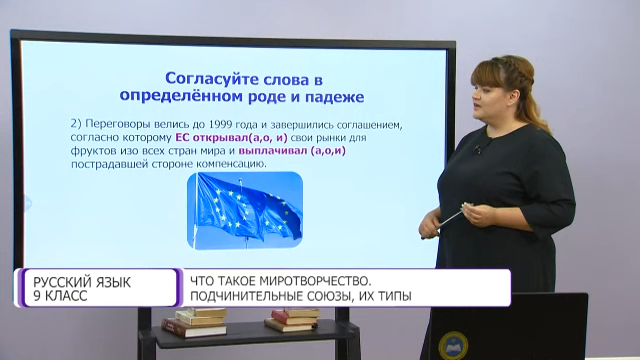 Согласуйте слова в
определённом роде и падеже
2) Переговоры велись до 1999 года и завершились соглашением,
согласно которому ЕС открывал(а,о, и) свои рынки для
фруктов изо всех стран мира и выплачивал (а,о,и)
пострадавшей стороне компенсацию.
РУССКИЙ ЯЗЫК
9 КЛАСС
ЧТО ТАКОЕ МИРОТВОРЧЕСТВО.
ПОДЧИНИТЕЛЬНЫЕ СОЮЗЫ, ИХ ТИПЫ